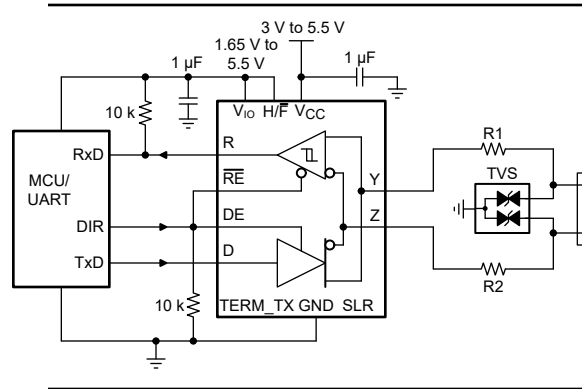 3 V to 5.5 V
1.65 V to
5.5 V
1 µF
1 µF
10 k
VIO H/F̅ VCC
R1
RxD
R
MCU/
UART
R̅E̅
Y
TVS
DIR
DE
Z
TxD
D
R2
10 k
TERM_TX GND SLR